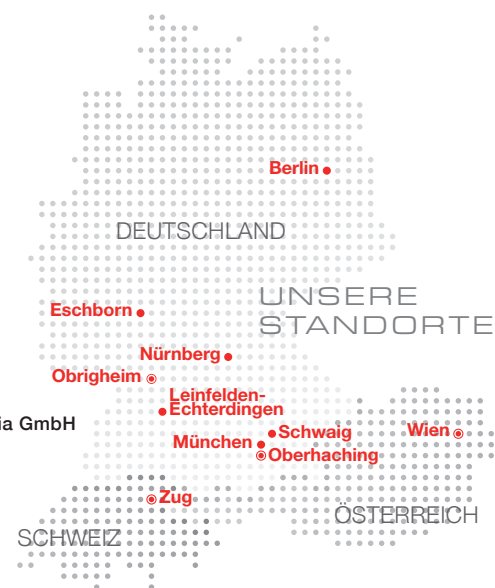 Berlin
DEUTSCHLAND
UNSERE
STANDORTE
Eschborn
Nürnberg
Obrigheim
Leinfelden-
Echterdingen
ia GmbH
Schwaig
Wien
München
Oberhaching
Zug
ÖSTERREICH
SCHWEIZ